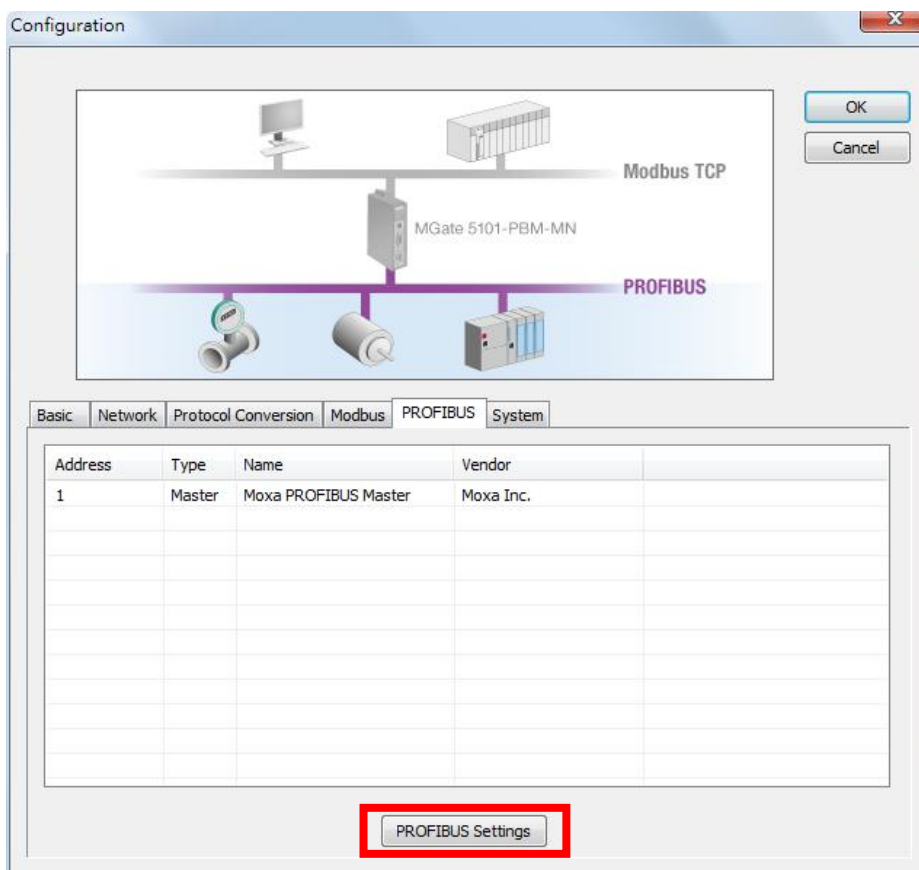 Configuration
OK
Cancel
Modbus TCP
MGate 5101-PBM-MN
PROFIBUS
Basic Network Protocol Conversion Modbus PROFIBUS System
Address Type Name Vendor
1 Master Moxa PROFIBUS Master Moxa Inc.
PROFIBUS Settings